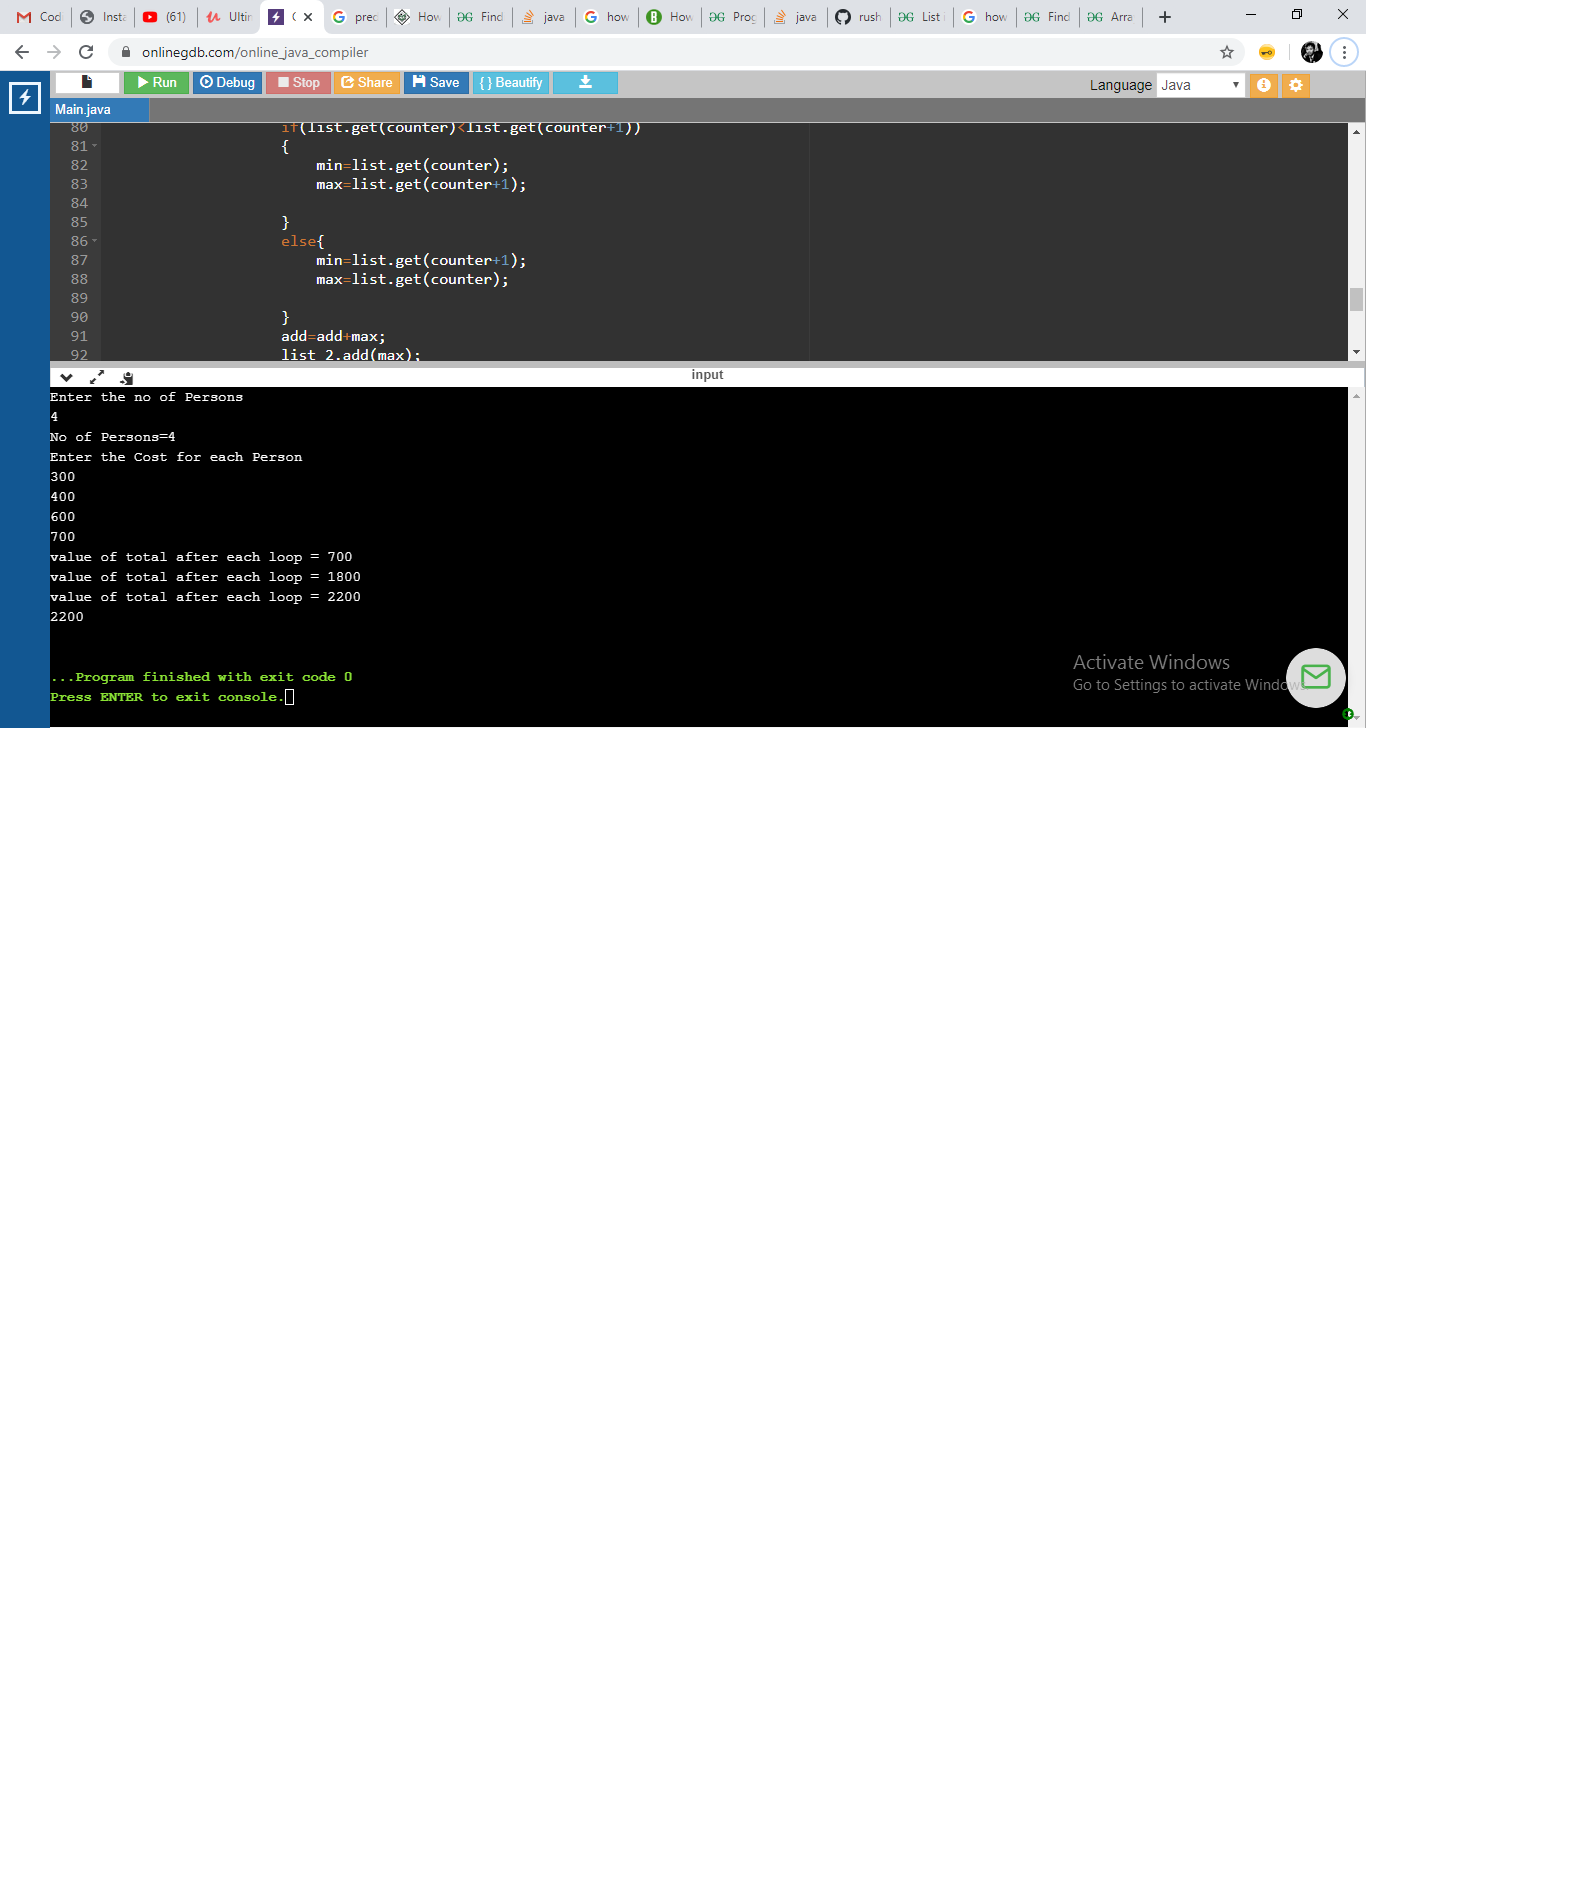 Cod Insta (61) Ultir prec How Find java how How Prog java rush List i how Find Arra
onlinegdb.com/online_java_compiler
Run Debug Stop Share Save { } Beautify Language Java
Main.java
80 if(list.get(counter)<list.get(counter+1))
81 {
82 min=list.get(counter);
83 max=list.get(counter+1);
84
85 }
86 else{
87 min=list.get(counter+1);
88 max=list.get(counter);
89
90 }
91 add=add+max;
92 list_2.add(max);
input
Enter the no of Persons
4
No of Persons=4
Enter the Cost for each Person
300
400
600
700
value of total after each loop = 700
value of total after each loop = 1800
value of total after each loop = 2200
2200
...Program finished with exit code 0
Press ENTER to exit console.
Activate Windows
Go to Settings to activate Windows.